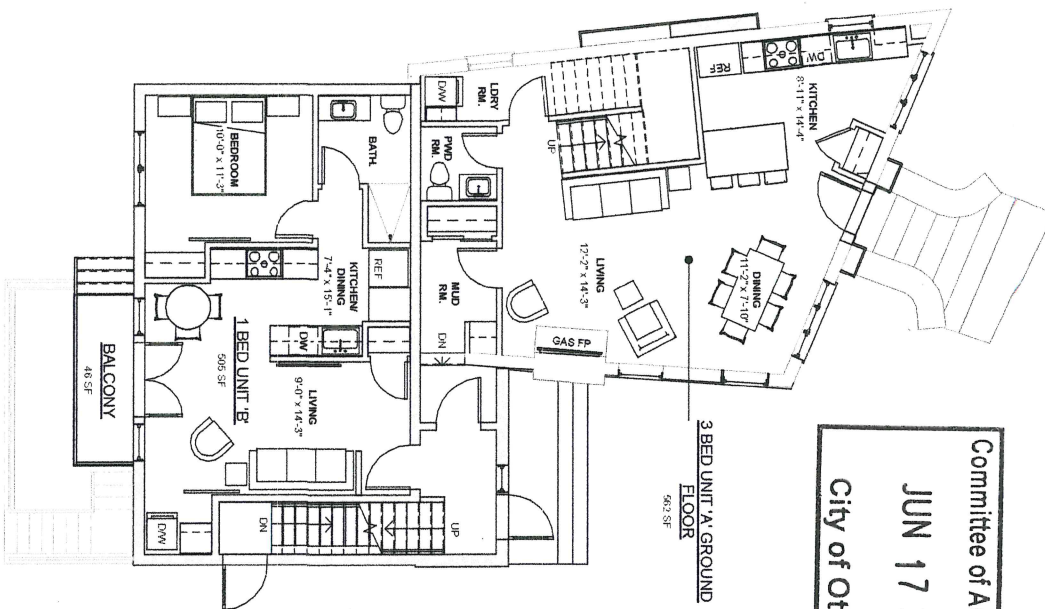 Committee of A
JUN 17
City of Ot
KITCHEN
8'-11" x 14'-4"
REF
DW
LDRY
RM.
D/W
PWD
RM.
UP
LIVING
12'-2" x 14'-3"
DINING
11'-2" x 7'-10"
MUD
RM.
DN
GAS FP
3 BED UNIT 'A' GROUND
FLOOR
562 SF
BATH.
BEDROOM
10'-0" x 11'-3"
KITCHEN/
DINING
7'-4" x 15'-1"
REF
DW
1 BED UNIT 'B'
505 SF
LIVING
9'-0" x 14'-3"
BALCONY
46 SF
D/W
DN
UP